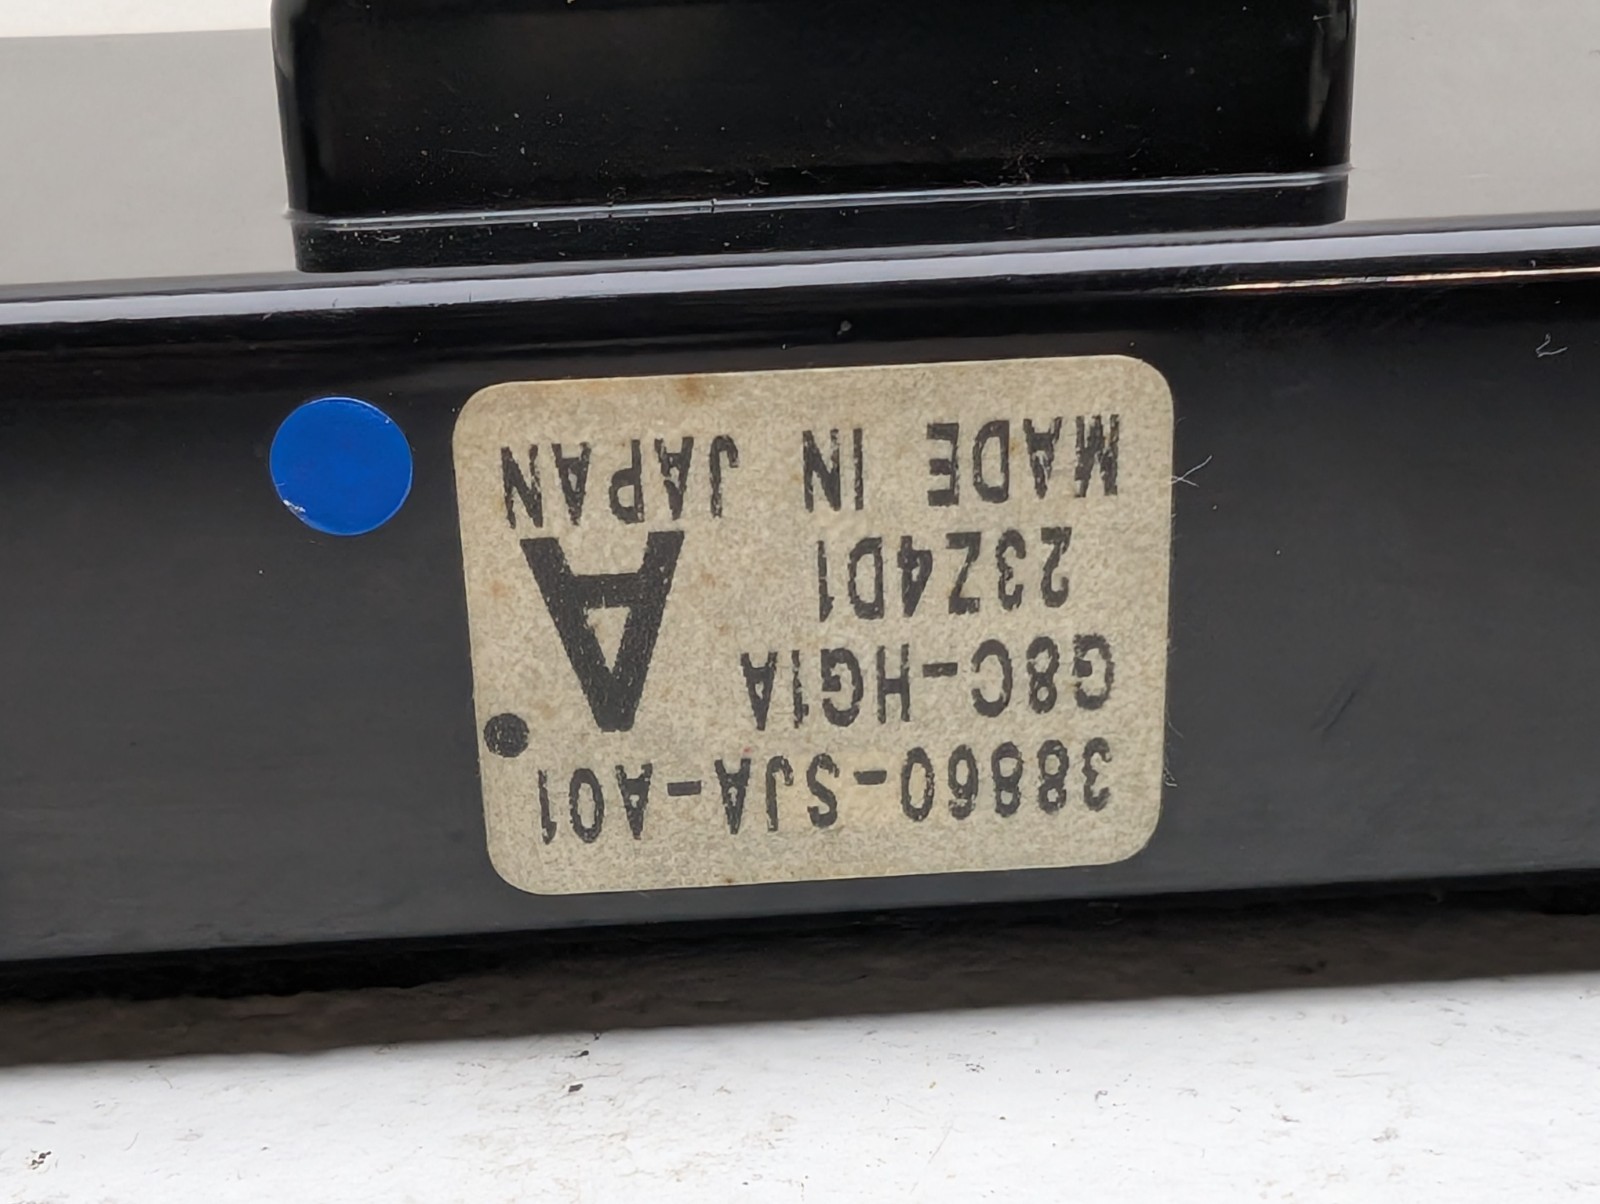 38860-SJA-A01
G8C-HG1A
23Z4D1
A
MADE IN JAPAN